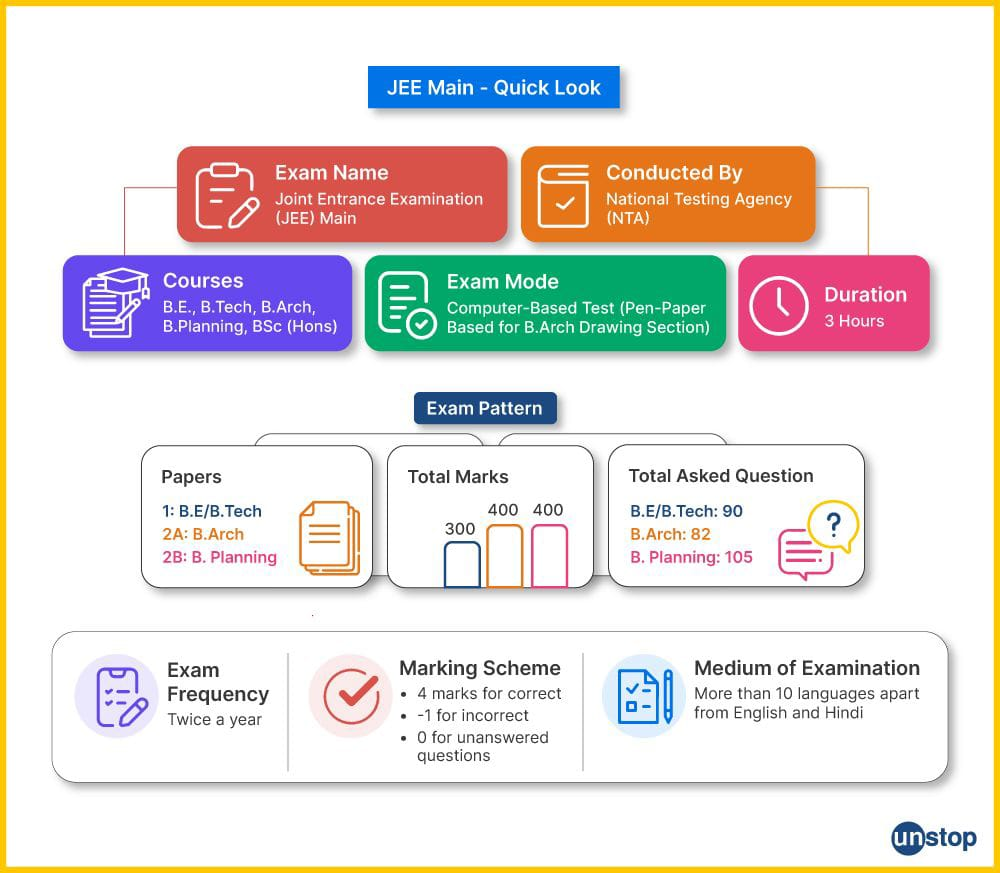 JEE Main - Quick Look
Exam Name
Joint Entrance Examination
(JEE) Main
Conducted By
National Testing Agency
(NTA)
Courses
B.E., B.Tech, B.Arch,
B.Planning, BSc (Hons)
Exam Mode
Computer-Based Test (Pen-Paper
Based for B.Arch Drawing Section)
Duration
3 Hours
Exam Pattern
Papers
1: B.E/B.Tech
2A: B.Arch
2B: B. Planning
Total Marks
300
400
400
Total Asked Question
B.E/B.Tech: 90
B.Arch: 82
B. Planning: 105
?
Exam
Frequency
Twice a year
Marking Scheme
• 4 marks for correct
• -1 for incorrect
• 0 for unanswered
questions
Medium of Examination
More than 10 languages apart
from English and Hindi
unstop